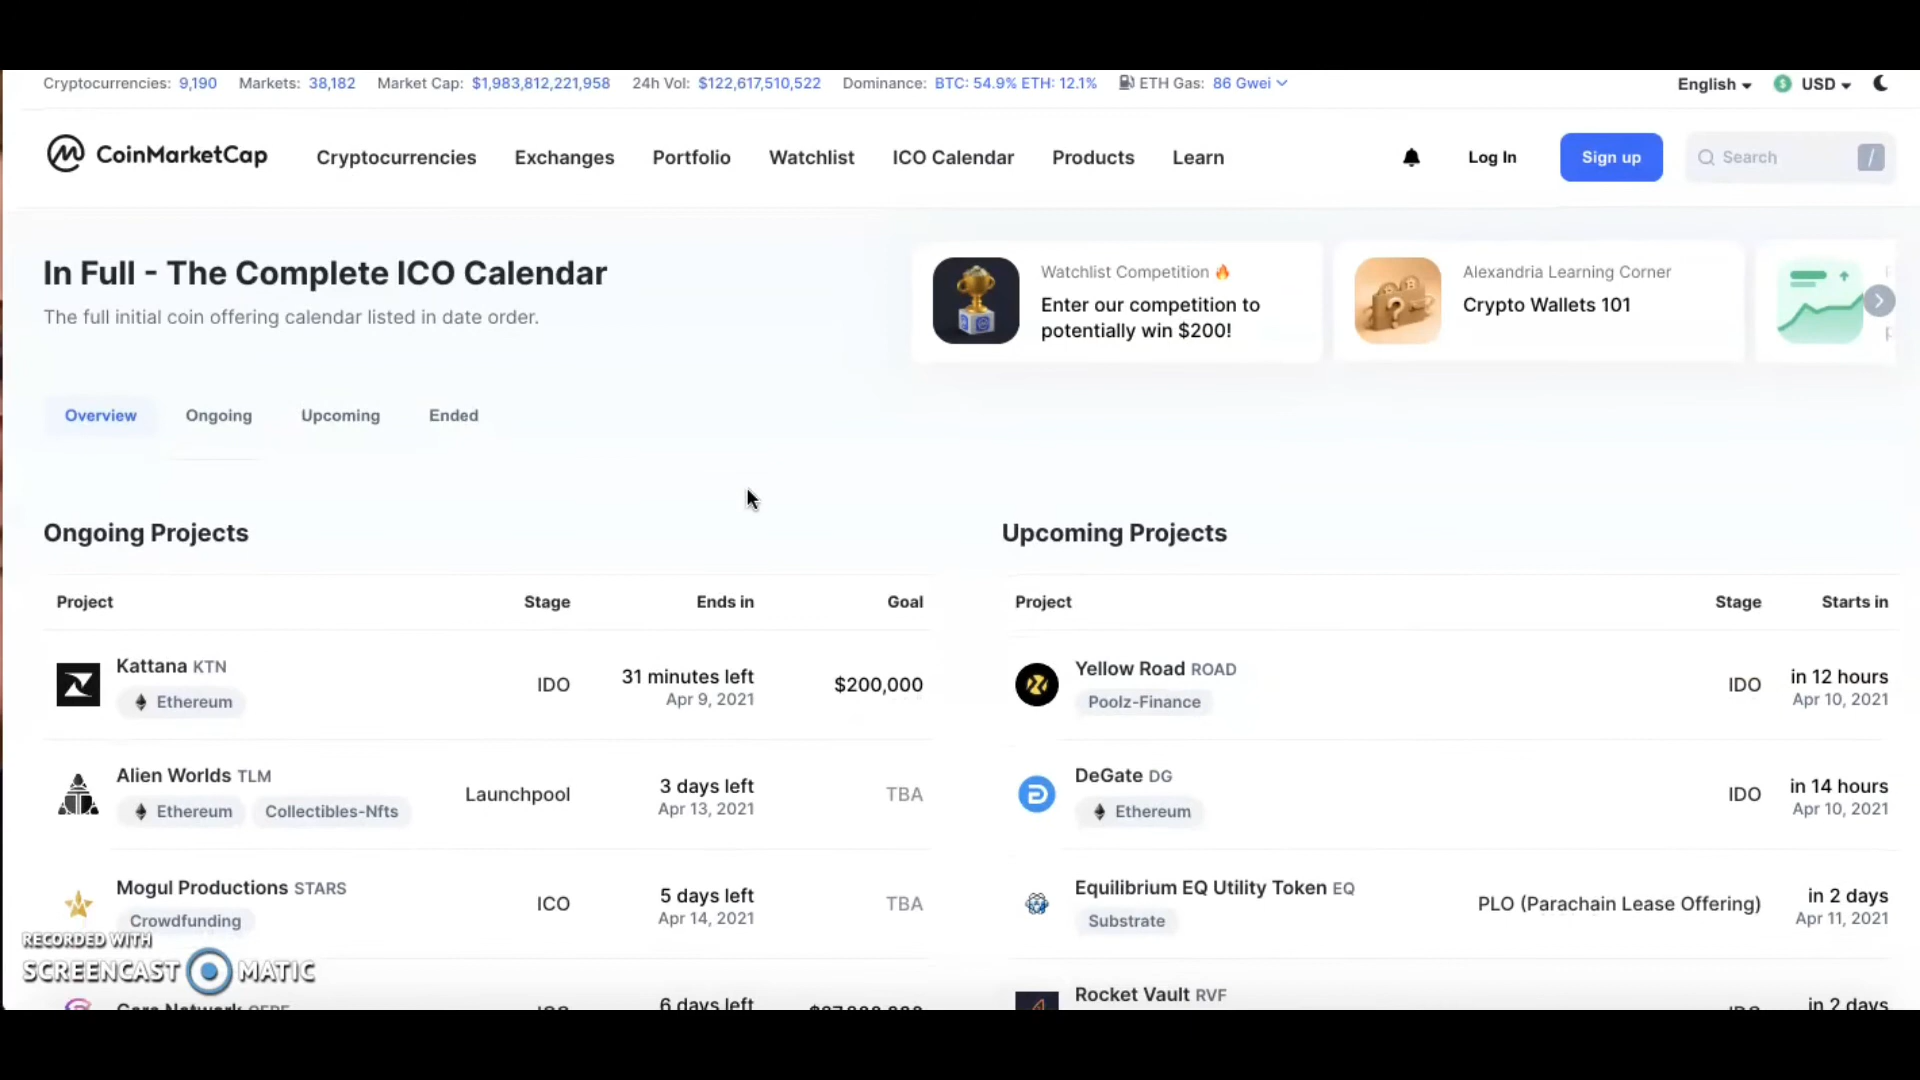 Cryptocurrencies: 9,190 Markets: 38,182 Market Cap: $1,983,812,221,958 24h Vol: $122,617,510,522 Dominance: BTC: 54.9% ETH: 12.1% ETH Gas: 86 Gwei English USD
CoinMarketCap Cryptocurrencies Exchanges Portfolio Watchlist ICO Calendar Products Learn Log In Sign up Search /
In Full - The Complete ICO Calendar
The full initial coin offering calendar listed in date order.
Watchlist Competition 🔥
Enter our competition to
potentially win $200!
Alexandria Learning Corner
Crypto Wallets 101
Overview Ongoing Upcoming Ended
Ongoing Projects
Project Stage Ends in Goal
Kattana KTN
Ethereum
IDO
31 minutes left
Apr 9, 2021
$200,000
Alien Worlds TLM
Ethereum Collectibles-Nfts
Launchpool
3 days left
Apr 13, 2021
TBA
Mogul Productions STARS
Crowdfunding
ICO
5 days left
Apr 14, 2021
TBA
6 days left
Upcoming Projects
Project Stage Starts in
Yellow Road ROAD
Poolz-Finance
IDO
in 12 hours
Apr 10, 2021
DeGate DG
Ethereum
IDO
in 14 hours
Apr 10, 2021
Equilibrium EQ Utility Token EQ
Substrate
PLO (Parachain Lease Offering)
in 2 days
Apr 11, 2021
Rocket Vault RVF
IDO
in 2 days
RECORDED WITH
SCREENCAST MATIC